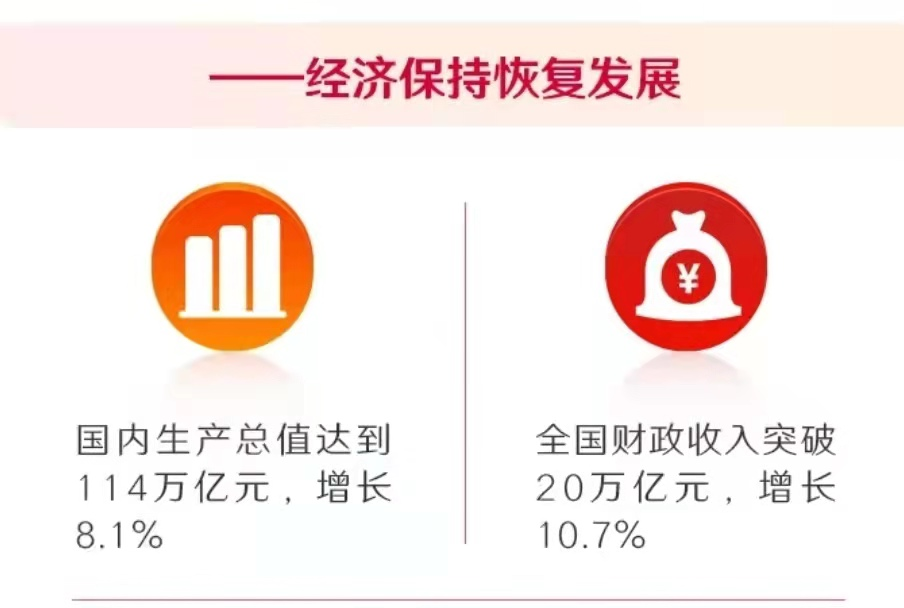 ——经济保持恢复发展
¥
国内生产总值达到
114万亿元，增长
8.1%
全国财政收入突破
20万亿元，增长
10.7%